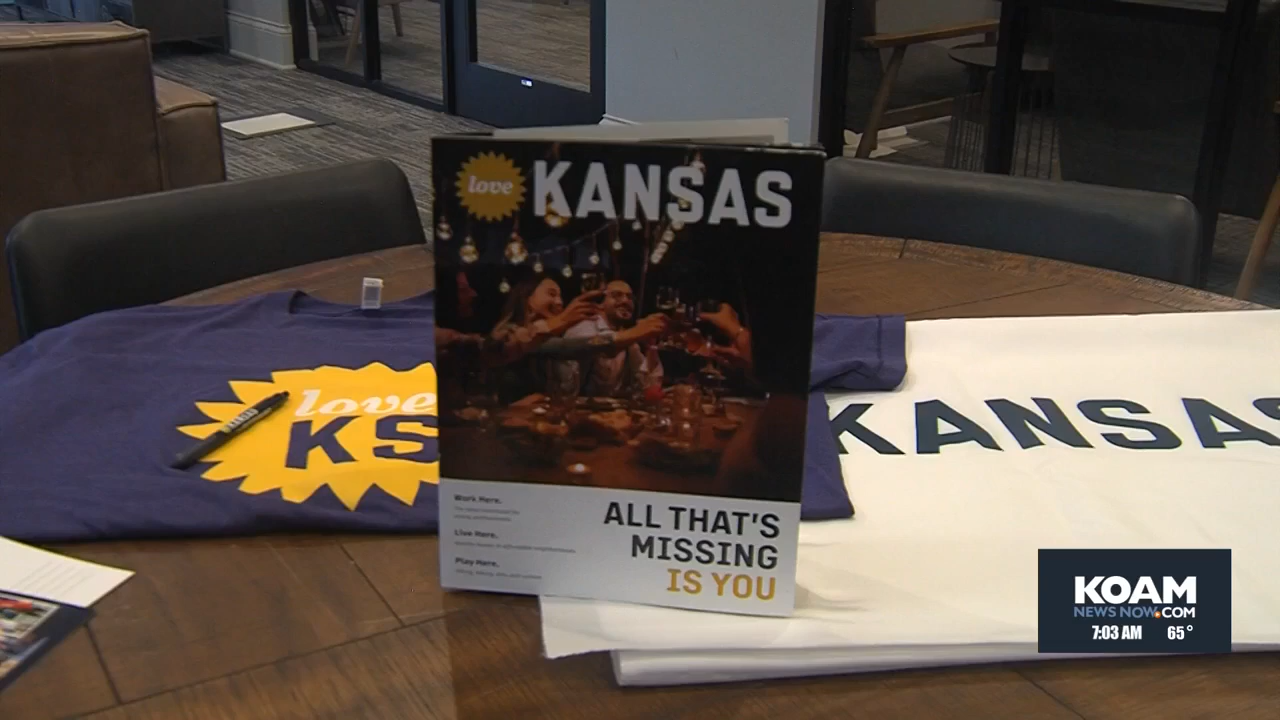 love
KANSAS
love
KS
KANSAS
KANSAS
Work Here.
Live Here.
Play Here.
ALL THAT'S
MISSING
IS YOU
KOAM
NEWS NOW.COM
7:03 AM 65°